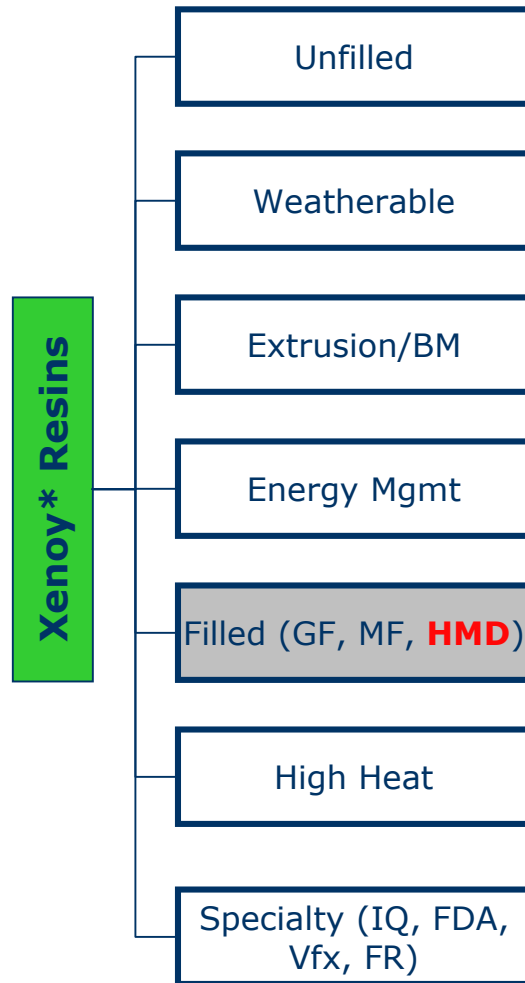 Xenoy* Resins
Unfilled
Weatherable
Extrusion/BM
Energy Mgmt
Filled (GF, MF, HMD)
High Heat
Specialty (IQ, FDA,
Vfx, FR)